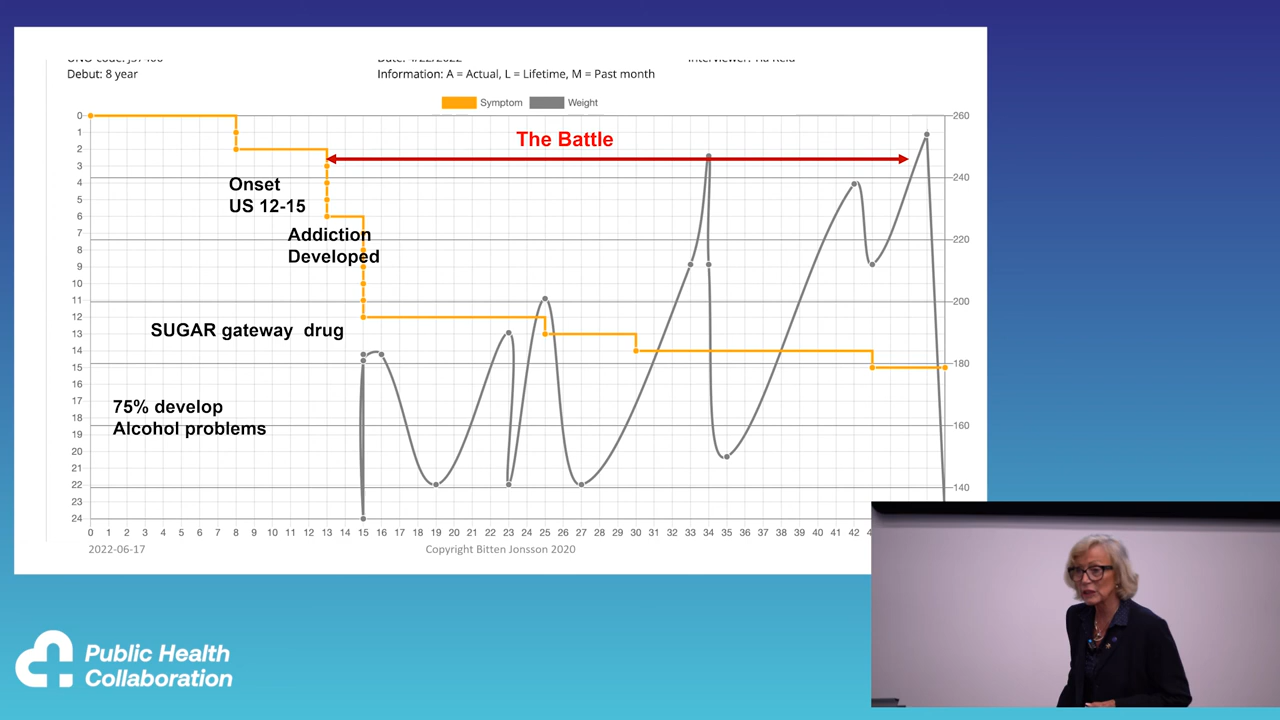 Debut: 8 year
Information: A = Actual, L = Lifetime, M = Past month
Symptom Weight
The Battle
Onset
US 12-15
Addiction
Developed
SUGAR gateway drug
75% develop
Alcohol problems
0
1
2
3
4
5
6
7
8
9
10
11
12
13
14
15
17
18
19
20
21
22
23
24
260
240
220
200
180
160
140
0 1 2 3 4 5 6 7 8 9 10 11 12 13 14 15 16 17 18 19 20 21 22 23 24 25 26 27 28 29 30 31 32 33 34 35 37 38 39 40 41 42
2022-06-17
Copyright Bitten Jonsson 2020
Public Health
Collaboration